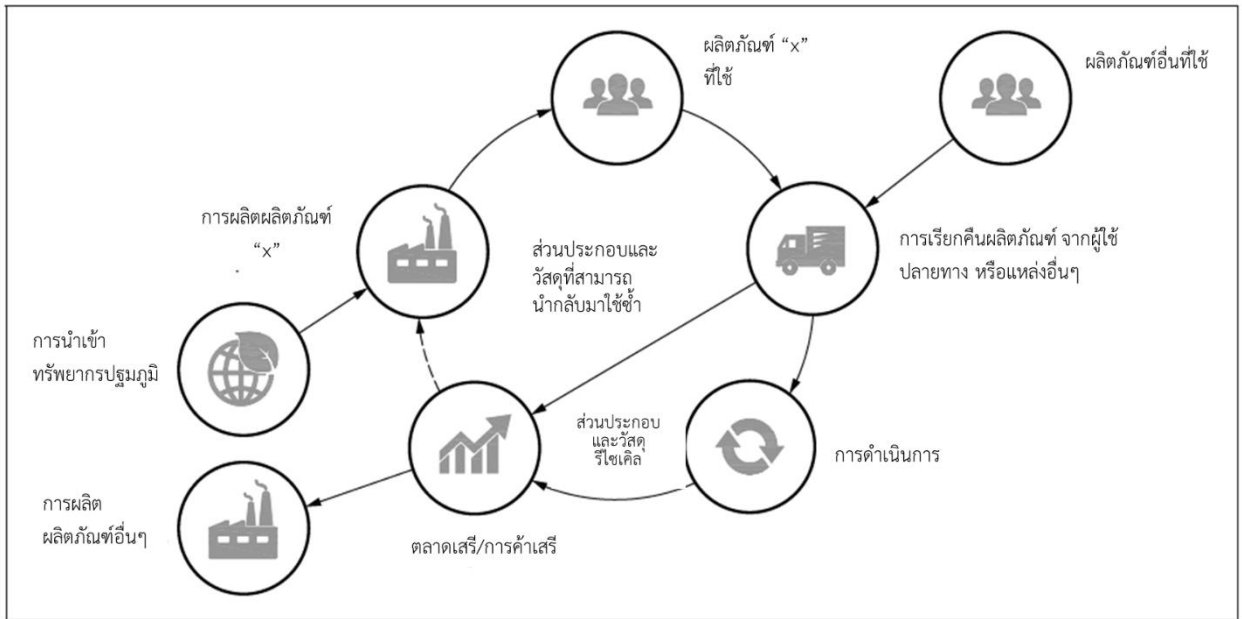 ผลิตภัณฑ์ “x”
ที่ใช้
ผลิตภัณฑ์อื่นที่ใช้
การผลิตผลิตภัณฑ์
“x”
ส่วนประกอบและ
วัสดุที่สามารถ
นำกลับมาใช้ซ้ำ
การเรียกคืนผลิตภัณฑ์ จากผู้ใช้
ปลายทาง หรือแหล่งอื่นๆ
การนำเข้า
ทรัพยากรปฐมภูมิ
ส่วนประกอบ
และวัสดุ
รีไซเคิล
การดำเนินการ
การผลิต
ผลิตภัณฑ์อื่นๆ
ตลาดเสรี/การค้าเสรี